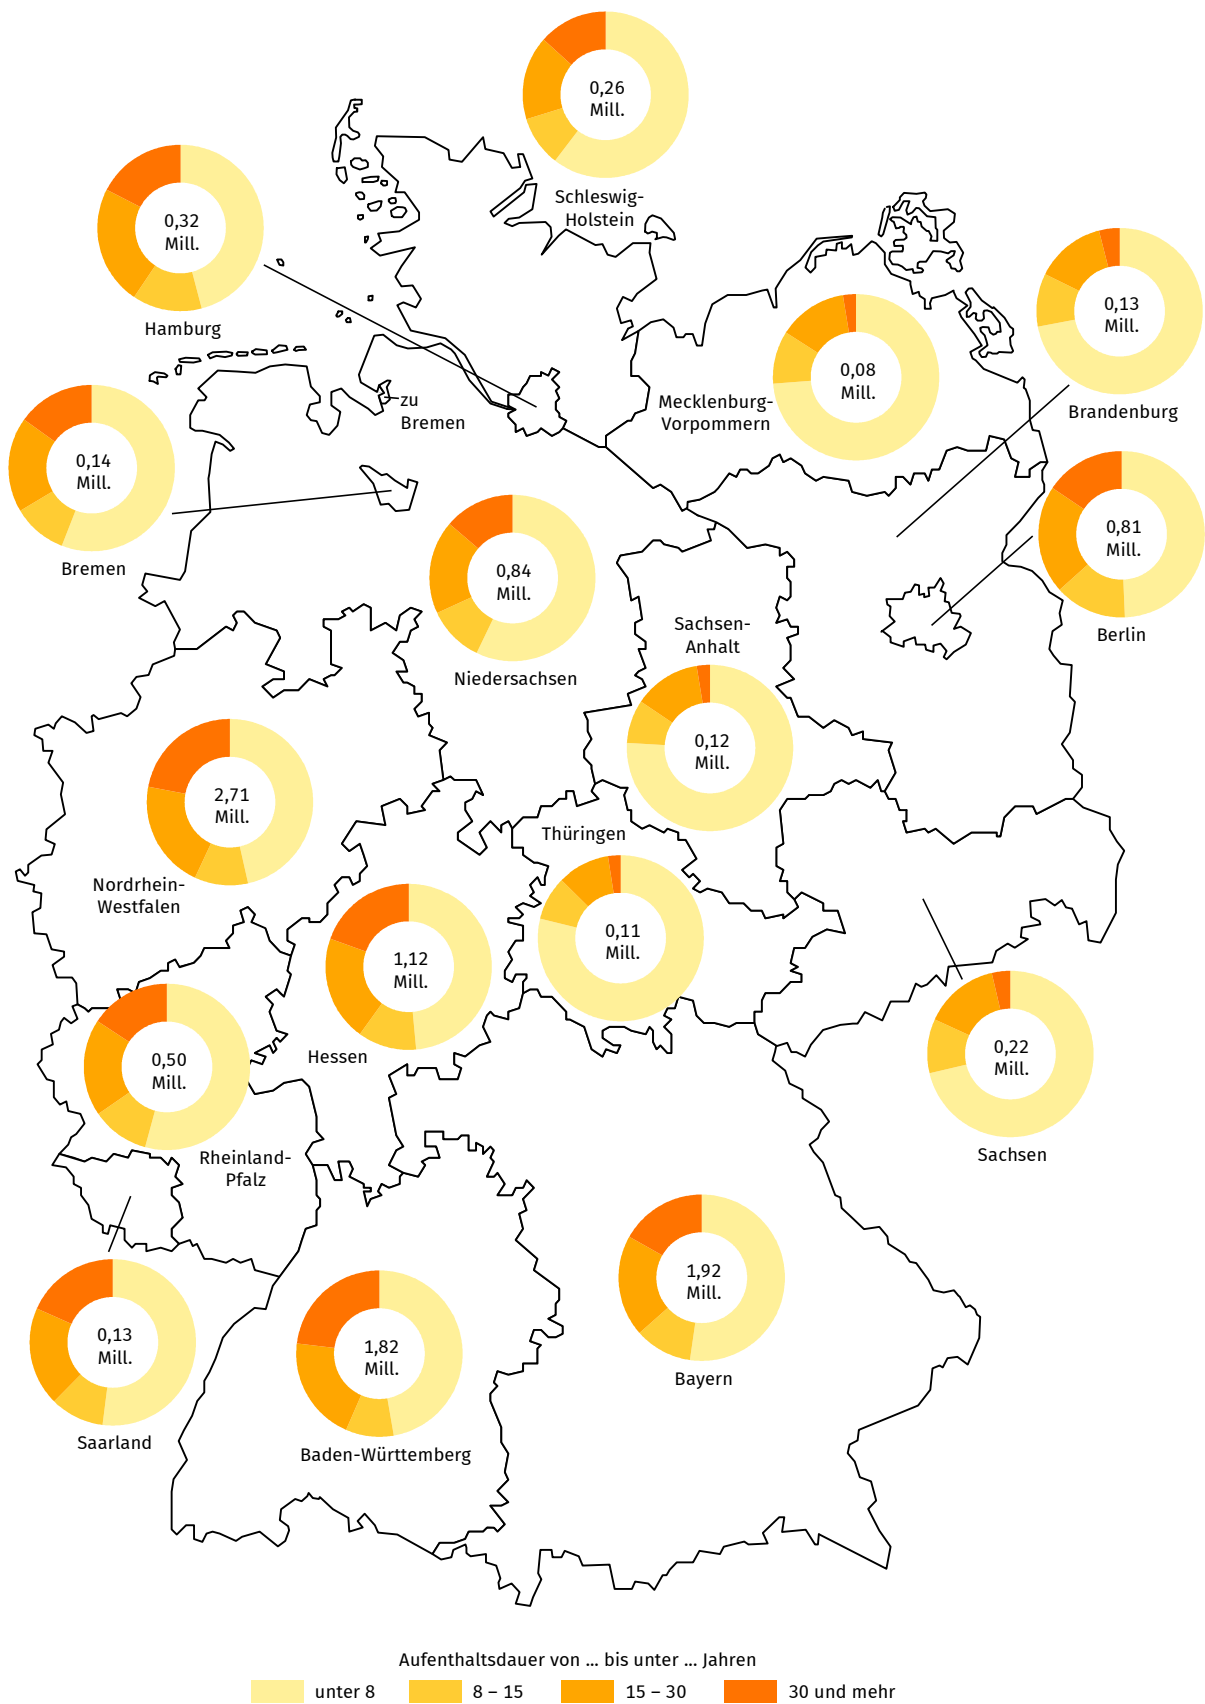 0,26
Mill.
Schleswig-
Holstein
0,32
Mill.
Hamburg
0,13
Mill.
Brandenburg
0,08
Mill.
Mecklenburg-
Vorpommern
zu
Bremen
0,14
Mill.
Bremen
0,81
Mill.
Berlin
0,84
Mill.
Niedersachsen
Sachsen-
Anhalt
0,12
Mill.
2,71
Mill.
Nordrhein-
Westfalen
Thüringen
0,11
Mill.
1,12
Mill.
Hessen
0,50
Mill.
Rheinland-
Pfalz
0,22
Mill.
Sachsen
1,92
Mill.
Bayern
0,13
Mill.
Saarland
1,82
Mill.
Baden-Württemberg
Aufenthaltsdauer von ... bis unter ... Jahren
unter 8 8 – 15 15 – 30 30 und mehr